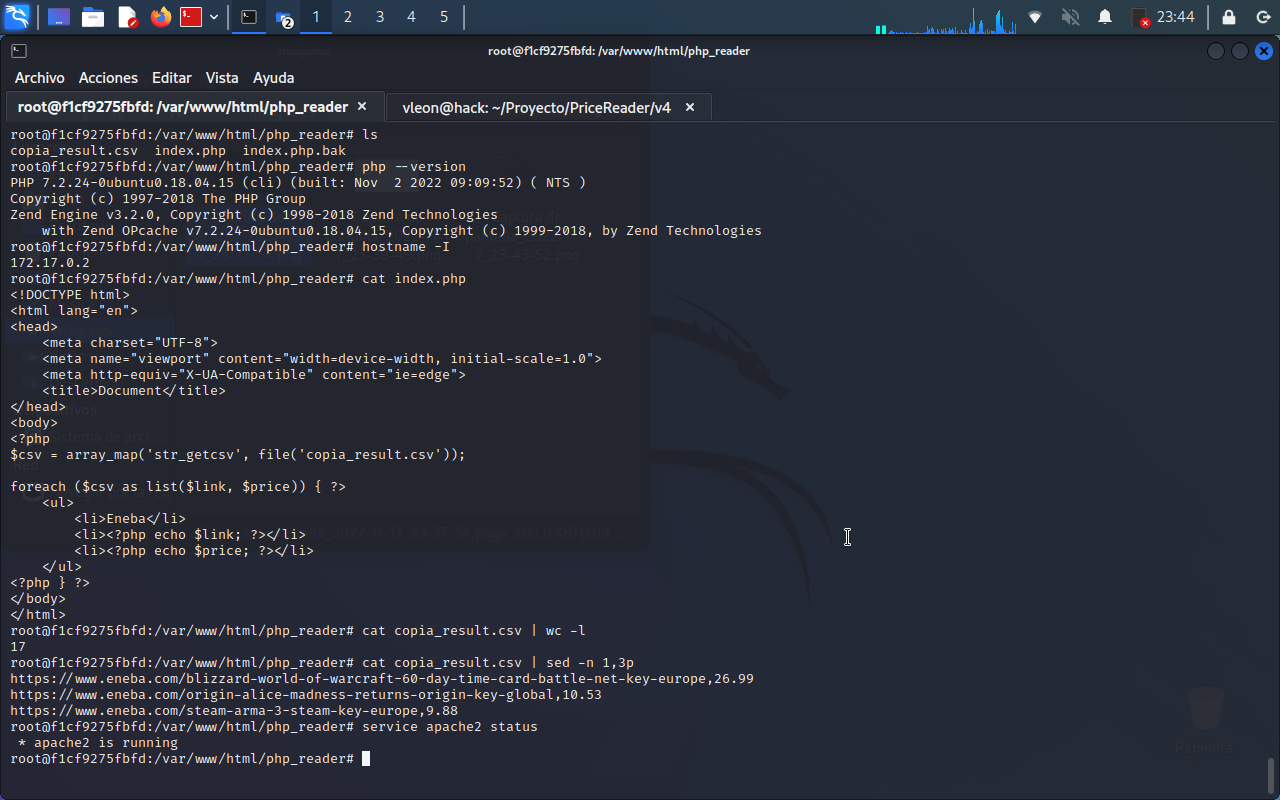 1 2 3 4 5 23:44
2
root@f1cf9275fbfd: /var/www/html/php_reader
Archivo Acciones Editar Vista Ayuda
root@f1cf9275fbfd: /var/www/html/php_reader × vleon@hack: ~/Proyecto/PriceReader/v4 ×
root@f1cf9275fbfd:/var/www/html/php_reader# ls
copia_result.csv  index.php  index.php.bak
root@f1cf9275fbfd:/var/www/html/php_reader# php --version
PHP 7.2.24-0ubuntu0.18.04.15 (cli) (built: Nov  2 2022 09:09:52) ( NTS )
Copyright (c) 1997-2018 The PHP Group
Zend Engine v3.2.0, Copyright (c) 1998-2018 Zend Technologies
    with Zend OPcache v7.2.24-0ubuntu0.18.04.15, Copyright (c) 1999-2018, by Zend Technologies
root@f1cf9275fbfd:/var/www/html/php_reader# hostname -I
172.17.0.2
root@f1cf9275fbfd:/var/www/html/php_reader# cat index.php
<!DOCTYPE html>
<html lang="en">
<head>
    <meta charset="UTF-8">
    <meta name="viewport" content="width=device-width, initial-scale=1.0">
    <meta http-equiv="X-UA-Compatible" content="ie=edge">
    <title>Document</title>
</head>
<body>
<?php
$csv = array_map('str_getcsv', file('copia_result.csv'));

foreach ($csv as list($link, $price)) { ?>
    <ul>
        <li>Eneba</li>
        <li><?php echo $link; ?></li>
        <li><?php echo $price; ?></li>
    </ul>
<?php } ?>
</body>
</html>
root@f1cf9275fbfd:/var/www/html/php_reader# cat copia_result.csv | wc -l
17
root@f1cf9275fbfd:/var/www/html/php_reader# cat copia_result.csv | sed -n 1,3p
https://www.eneba.com/blizzard-world-of-warcraft-60-day-time-card-battle-net-key-europe,26.99
https://www.eneba.com/origin-alice-madness-returns-origin-key-global,10.53
https://www.eneba.com/steam-arma-3-steam-key-europe,9.88
root@f1cf9275fbfd:/var/www/html/php_reader# service apache2 status
 * apache2 is running
root@f1cf9275fbfd:/var/www/html/php_reader#
Papelera